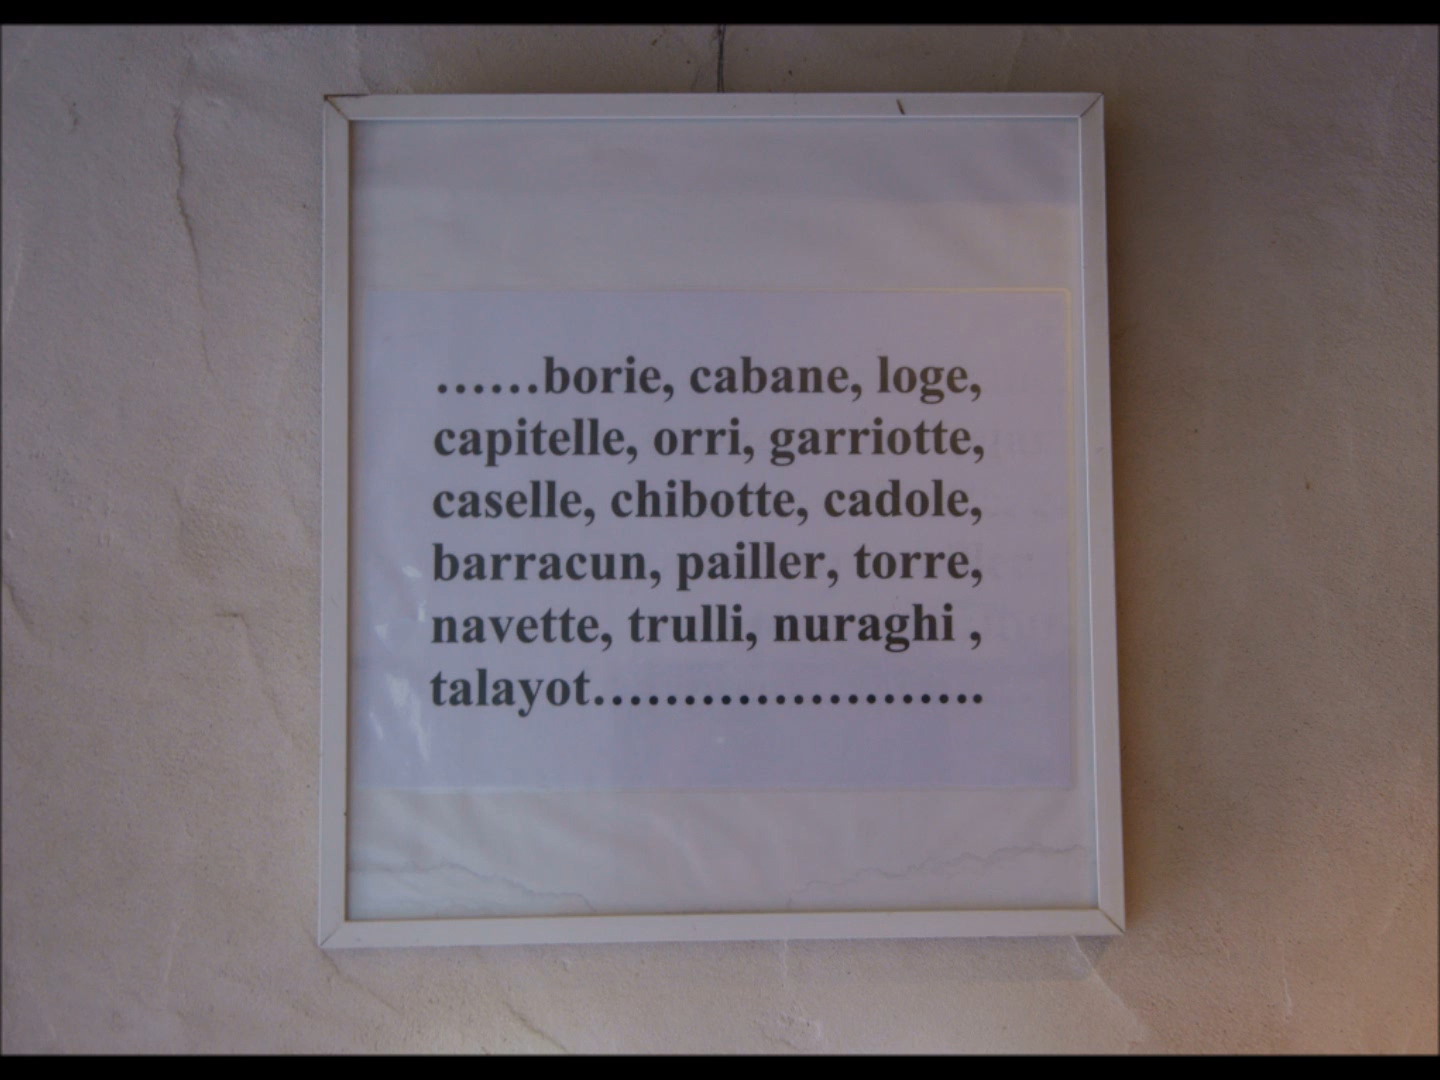 ......borie, cabane, loge,
capitelle, orri, garriotte,
caselle, chibotte, cadole,
barracun, pailler, torre,
navette, trulli, nuraghi ,
talayot......................